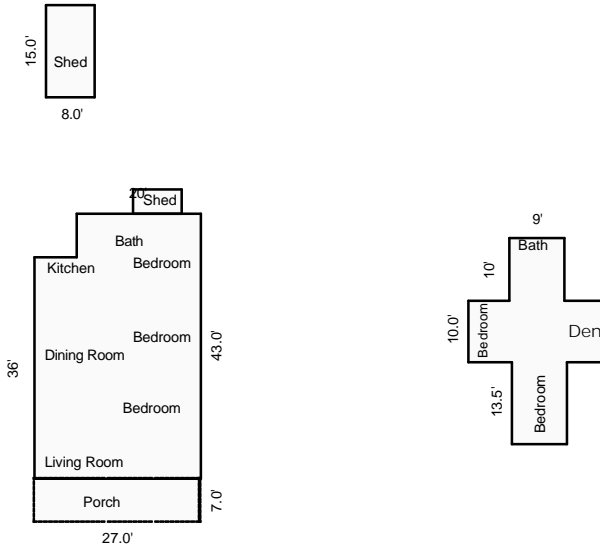 15.0'
Shed
8.0'
20'
Shed
Bath
Kitchen
Bedroom
Bedroom
Dining Room
43.0'
36'
Bedroom
Living Room
Porch
7.0'
27.0'
9'
Bath
10'
10.0'
Bedroom
Den
13.5'
Bedroom